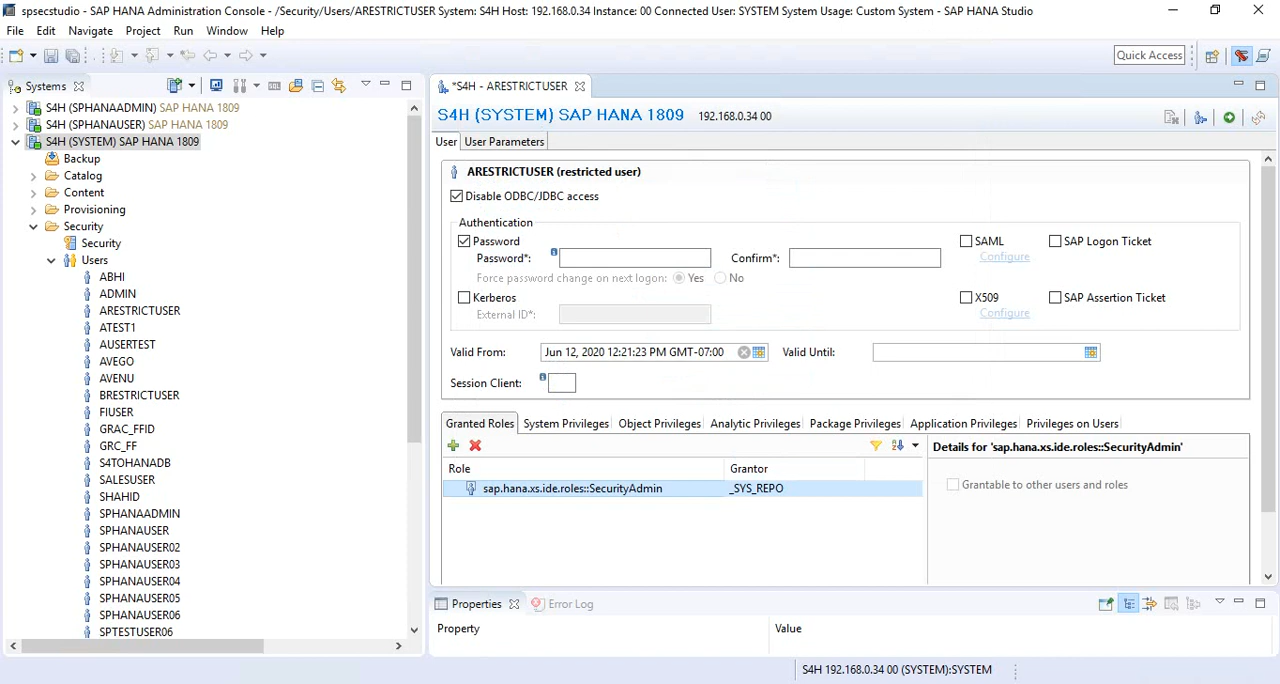 spsecstudio - SAP HANA Administration Console - /Security/Users/ARESTRICTUSER System: S4H Host: 192.168.0.34 Instance: 00 Connected User: SYSTEM System Usage: Custom System - SAP HANA Studio
File Edit Navigate Project Run Window Help
Quick Access
Systems
S4H (SPHANAADMIN) SAP HANA 1809
S4H (SPHANAUSER) SAP HANA 1809
S4H (SYSTEM) SAP HANA 1809
Backup
Catalog
Content
Provisioning
Security
Security
Users
ABHI
ADMIN
ARESTRICTUSER
ATEST1
AUSERTEST
AVEGO
AVENU
BRESTRICTUSER
FIUSER
GRAC_FFID
GRC_FF
S4TOHANADB
SALESUSER
SHAHID
SPHANAADMIN
SPHANAUSER
SPHANAUSER02
SPHANAUSER03
SPHANAUSER04
SPHANAUSER05
SPHANAUSER06
SPTESTUSER06
*S4H - ARESTRICTUSER
S4H (SYSTEM) SAP HANA 1809 192.168.0.34 00
User User Parameters
ARESTRICTUSER (restricted user)
Disable ODBC/JDBC access
Authentication
Password SAML SAP Logon Ticket
Password*: Confirm*: Configure
Force password change on next logon: Yes No
Kerberos X509 SAP Assertion Ticket
External ID*: Configure
Valid From: Jun 12, 2020 12:21:23 PM GMT-07:00 Valid Until:
Session Client:
Granted Roles System Privileges Object Privileges Analytic Privileges Package Privileges Application Privileges Privileges on Users
Details for 'sap.hana.xs.ide.roles::SecurityAdmin'
Role Grantor
sap.hana.xs.ide.roles::SecurityAdmin _SYS_REPO
Grantable to other users and roles
Properties Error Log
Property Value
S4H 192.168.0.34 00 (SYSTEM):SYSTEM